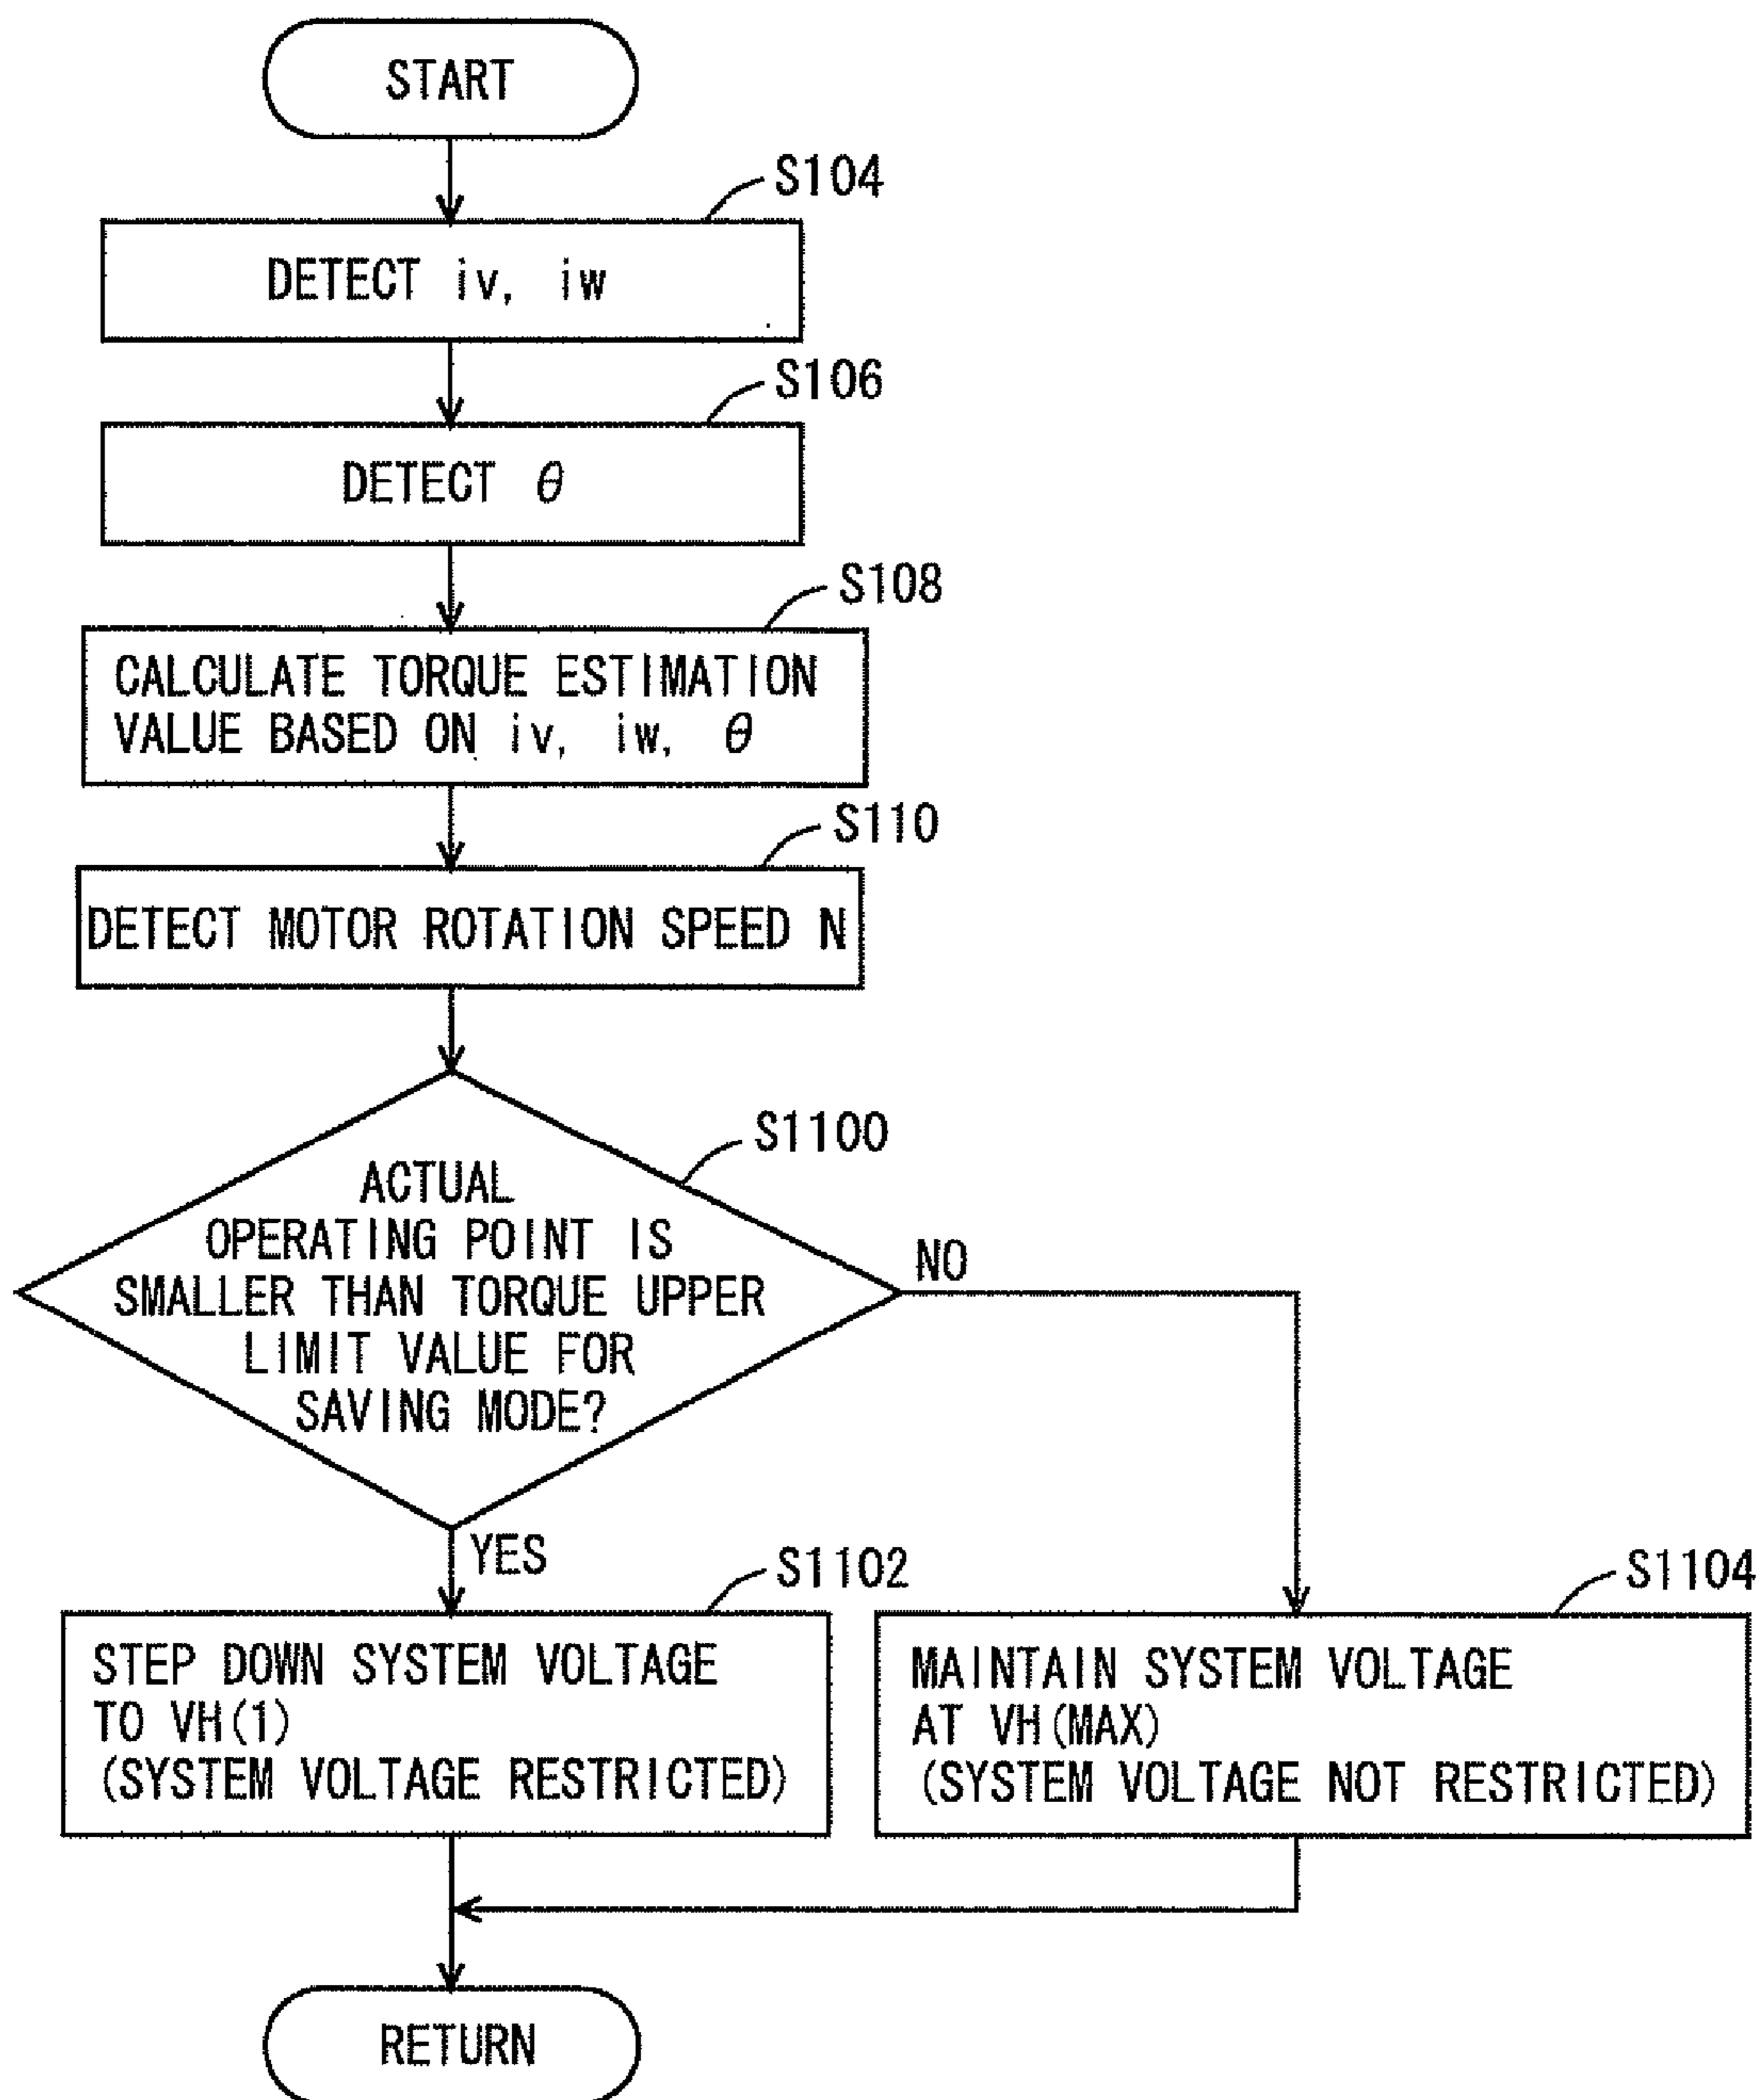 START
S104
DETECT iv, iw
S106
DETECT θ
S108
CALCULATE TORQUE ESTIMATION
VALUE BASED ON iv, iw, θ
S110
DETECT MOTOR ROTATION SPEED N
S1100
ACTUAL
OPERATING POINT IS
SMALLER THAN TORQUE UPPER
LIMIT VALUE FOR
SAVING MODE?
NO
YES
S1102
STEP DOWN SYSTEM VOLTAGE
TO VH(1)
(SYSTEM VOLTAGE RESTRICTED)
S1104
MAINTAIN SYSTEM VOLTAGE
AT VH(MAX)
(SYSTEM VOLTAGE NOT RESTRICTED)
RETURN